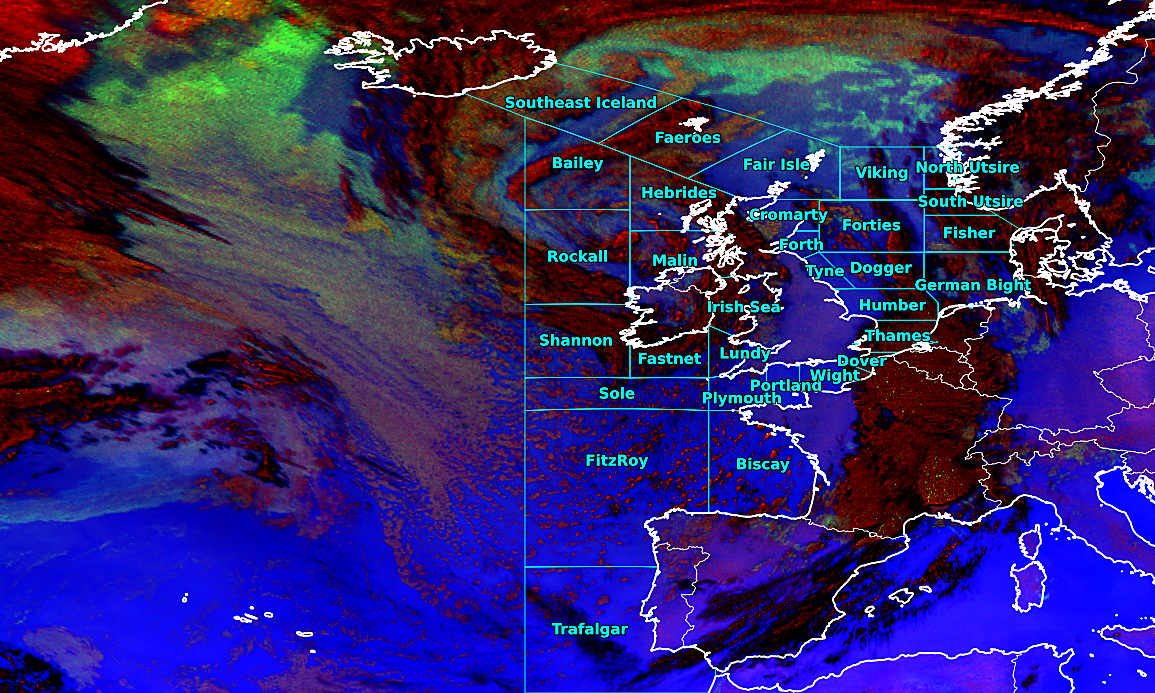 Southeast Iceland
Faeroes
Bailey
Fair Isle
Viking
North Utsire
Hebrides
South Utsire
Cromarty
Forties
Fisher
Forth
Rockall
Malin
Tyne
Dogger
German Bight
Irish Sea
Humber
Shannon
Thames
Fastnet
Lundy
Dover
Wight
Portland
Sole
Plymouth
FitzRoy
Biscay
Trafalgar